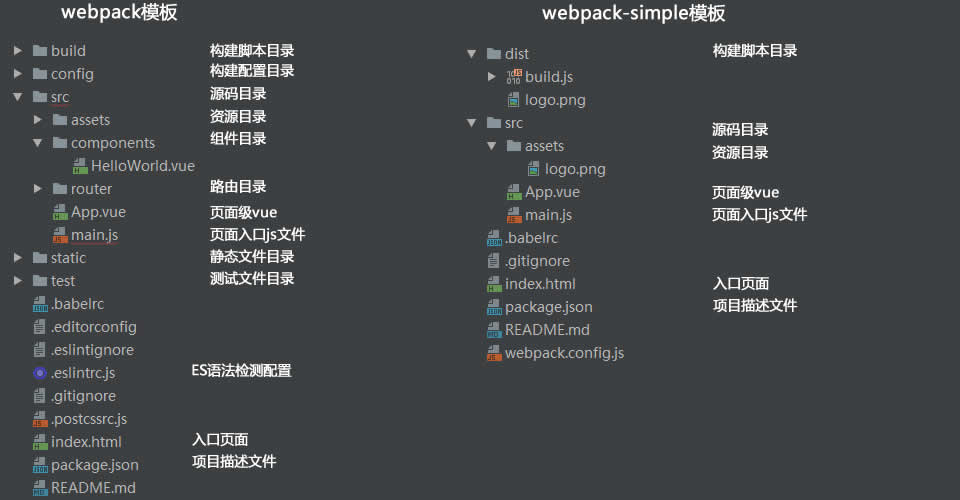 webpack模板
build 构建脚本目录
config 构建配置目录
src 源码目录
assets 资源目录
components 组件目录
HelloWorld.vue
router 路由目录
App.vue 页面级vue
main.js 页面入口js文件
static 静态文件目录
test 测试文件目录
.babelrc
.editorconfig
.eslintignore
.eslintrc.js ES语法检测配置
.gitignore
.postcssrc.js
index.html 入口页面
package.json 项目描述文件
README.md
webpack-simple模板
dist 构建脚本目录
build.js
logo.png
src 源码目录
assets 资源目录
logo.png
App.vue 页面级vue
main.js 页面入口js文件
.babelrc
.gitignore
index.html 入口页面
package.json 项目描述文件
README.md
webpack.config.js